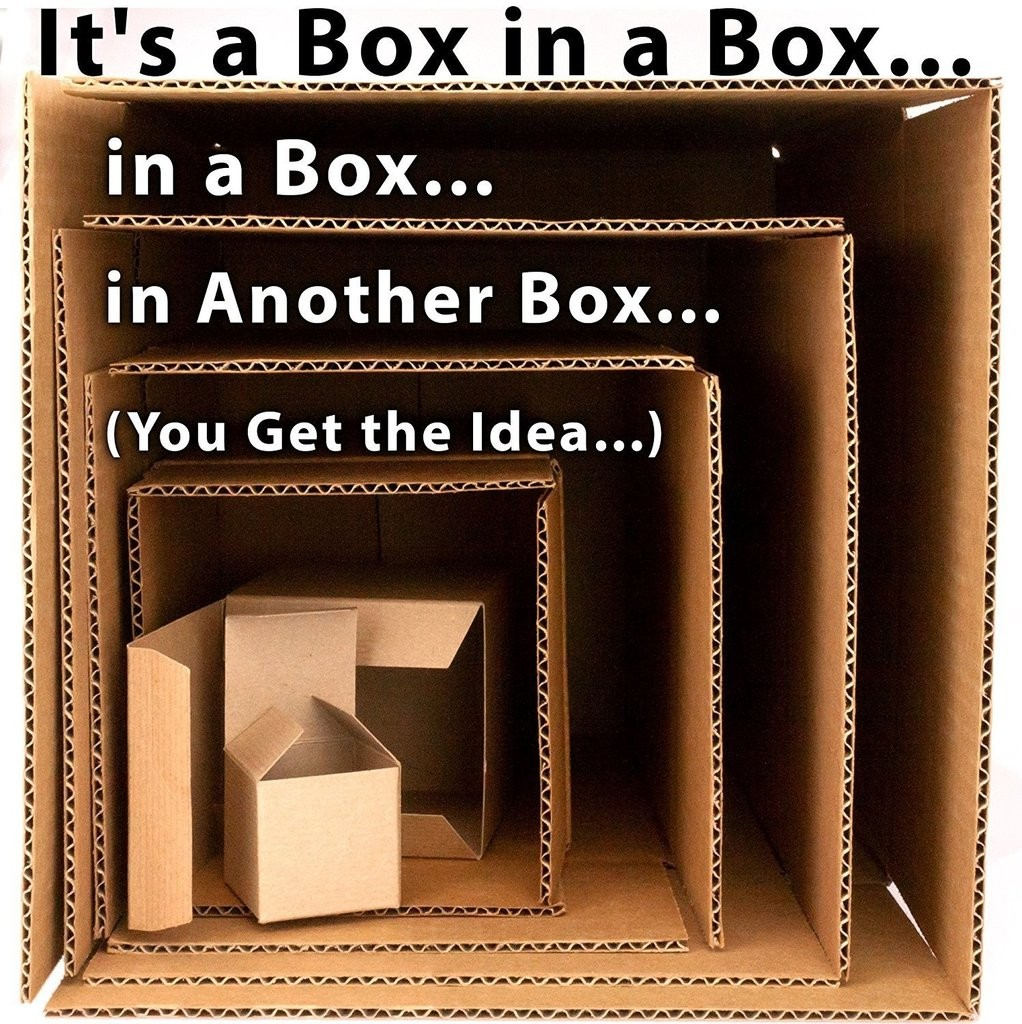 It's a Box in a Box...
in a Box...
in Another Box...
(You Get the Idea...)